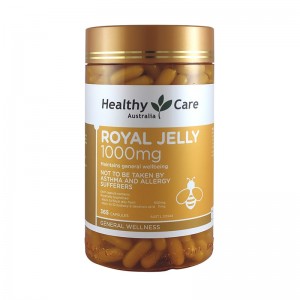 Healthy Care
Australia
ROYAL JELLY
1000mg
Maintains general wellbeing
NOT TO BE TAKEN BY
ASTHMA AND ALLERGY
SUFFERERS
365 CAPSULES
GENERAL WELLNESS